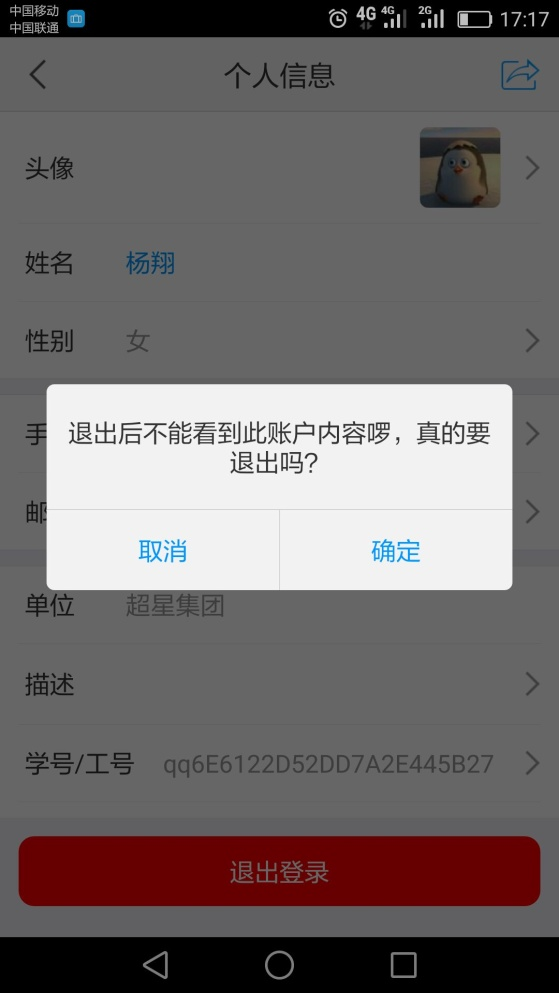 中国移动
中国联通
4G 4G 2G 17:17
个人信息
头像
姓名 杨翔
性别 女
手
退出后不能看到此账户内容啰，真的要
退出吗?
邮
取消 确定
单位 超星集团
描述
学号/工号 qq6E6122D52DD7A2E445B27
退出登录